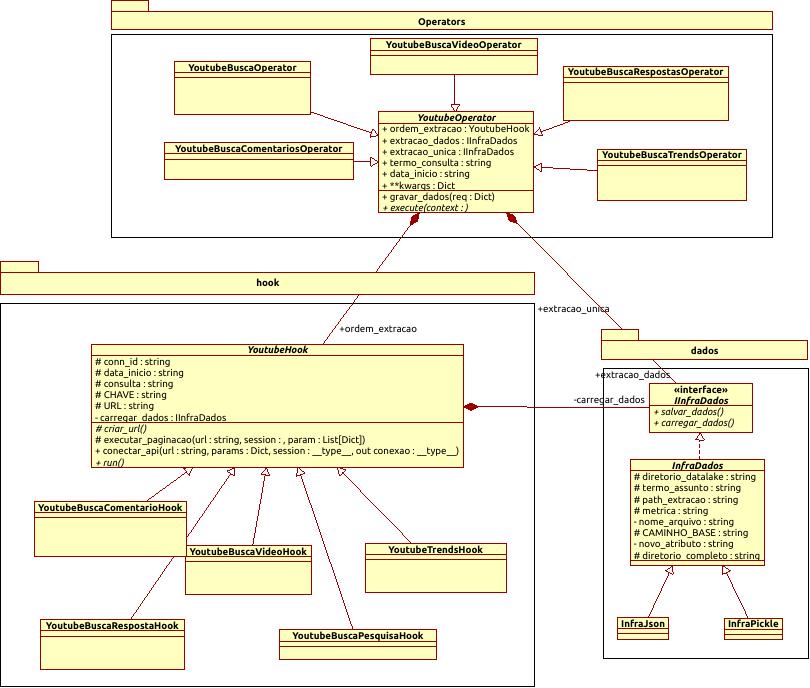 Operators
YoutubeBuscaVideoOperator
YoutubeBuscaOperator
YoutubeBuscaRespostasOperator
YoutubeOperator
+ ordem_extracao : YoutubeHook
+ extracao_dados : IInfraDados
+ extracao_unica : IInfraDados
+ termo_consulta : string
+ data_inicio : string
+ **kwargs : Dict
+ gravar_dados(req : Dict)
+ execute(context : )
YoutubeBuscaComentariosOperator
YoutubeBuscaTrendsOperator
hook
+extracao_unica
+ordem_extracao
dados
+extracao_dados
YoutubeHook
# conn_id : string
# data_inicio : string
# consulta : string
# CHAVE : string
# URL : string
- carregar_dados : IInfraDados
# criar_url()
# executar_paginacao(url : string, session : , param : List[Dict])
+ conectar_api(url : string, params : Dict, session : __type__, out conexao : __type__)
+ run()
-carregar_dados
«interface»
IInfraDados
+ salvar_dados()
+ carregar_dados()
InfraDados
# diretorio_datalake : string
# termo_assunto : string
# path_extracao : string
# metrica : string
- nome_arquivo : string
# CAMINHO_BASE : string
- novo_atributo : string
# diretorio_completo : string
YoutubeBuscaComentarioHook
YoutubeBuscaVideoHook
YoutubeTrendsHook
YoutubeBuscaRespostaHook
YoutubeBuscaPesquisaHook
InfraJson
InfraPickle